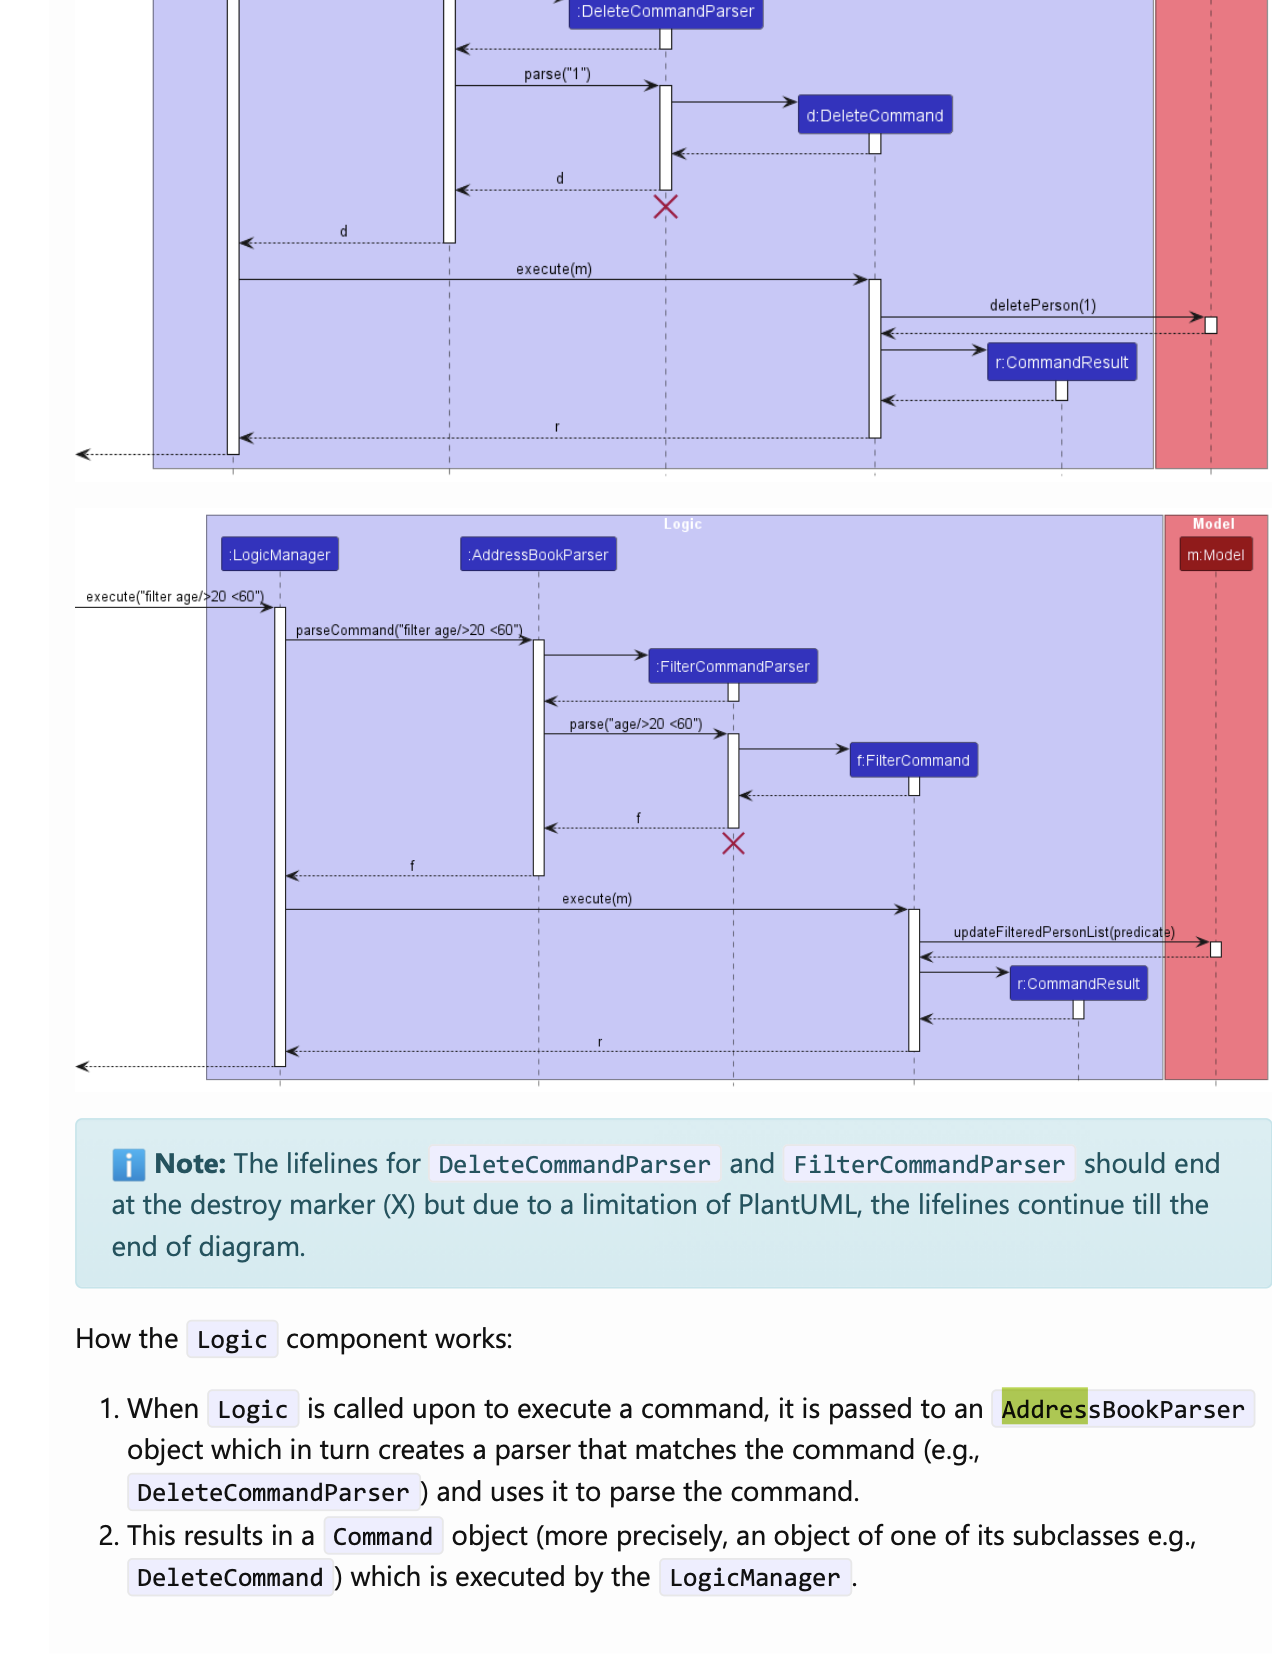 :DeleteCommandParser
parse("1")
d:DeleteCommand
d
d
execute(m)
deletePerson(1)
r:CommandResult
r
Logic
Model
:LogicManager
:AddressBookParser
m:Model
execute("filter age/>20 <60")
parseCommand("filter age/>20 <60")
:FilterCommandParser
parse("age/>20 <60")
f:FilterCommand
f
f
execute(m)
updateFilteredPersonList(predicate)
r:CommandResult
r
ℹ️ Note: The lifelines for DeleteCommandParser and FilterCommandParser should end
at the destroy marker (X) but due to a limitation of PlantUML, the lifelines continue till the
end of diagram.
How the Logic component works:
1. When Logic is called upon to execute a command, it is passed to an AddressBookParser
object which in turn creates a parser that matches the command (e.g.,
DeleteCommandParser) and uses it to parse the command.
2. This results in a Command object (more precisely, an object of one of its subclasses e.g.,
DeleteCommand) which is executed by the LogicManager.